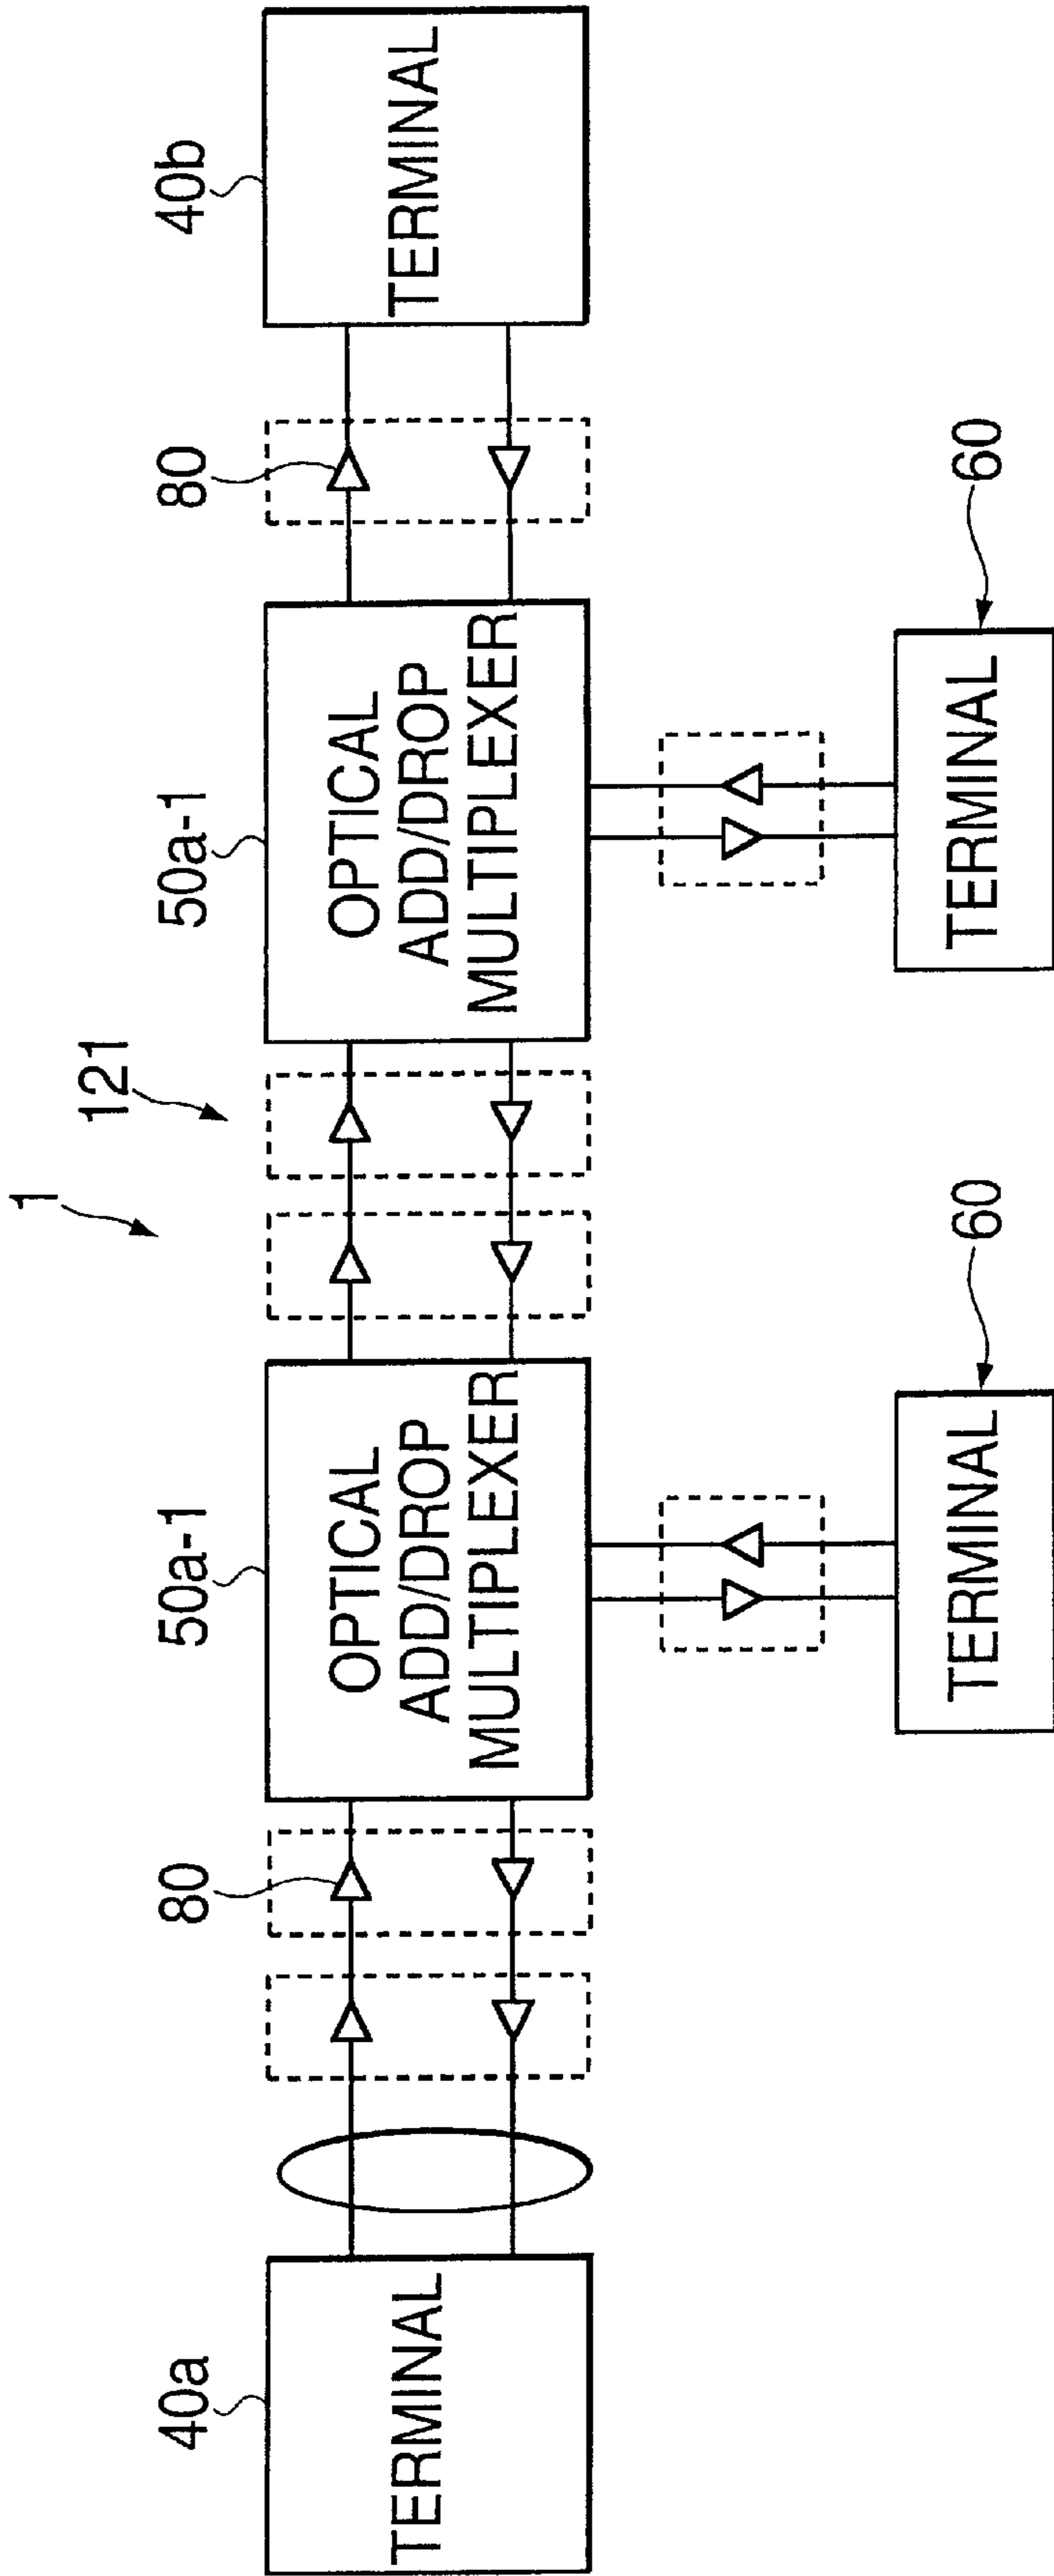 1
121
40a
80
50a-1
50a-1
80
40b
TERMINAL
OPTICAL
ADD/DROP
MULTIPLEXER
OPTICAL
ADD/DROP
MULTIPLEXER
TERMINAL
60
60
TERMINAL
TERMINAL